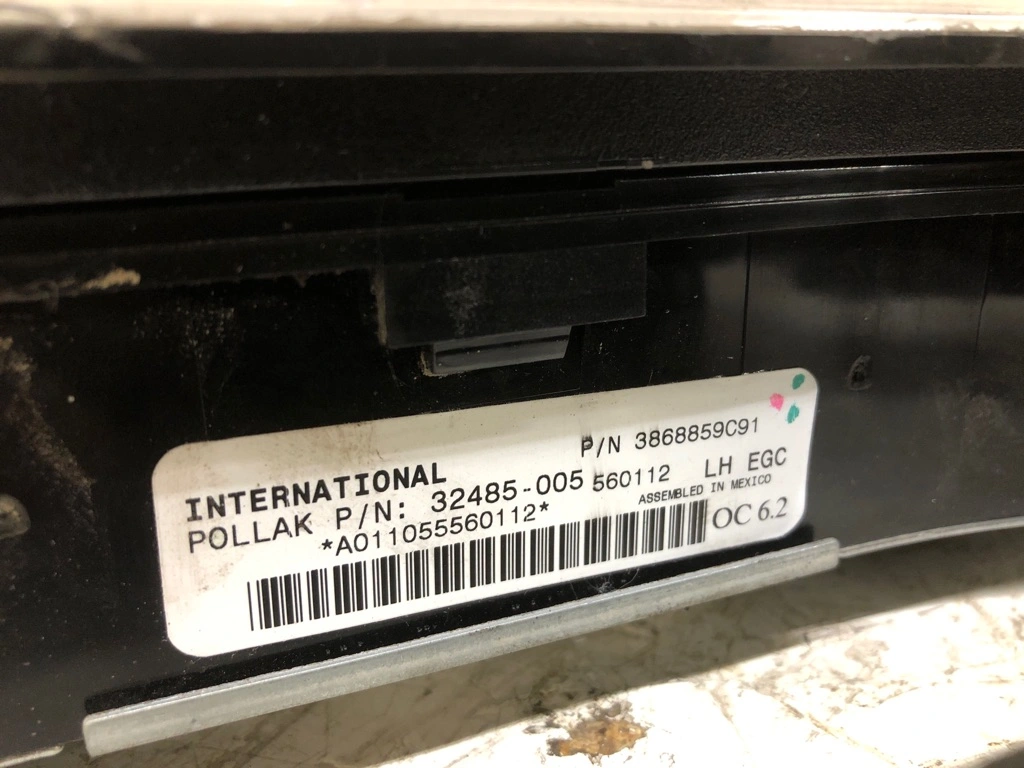 INTERNATIONAL P/N 3868859C91
POLLAK P/N: 32485-005 560112 LH EGC
*A011055560112* ASSEMBLED IN MEXICO
OC 6.2